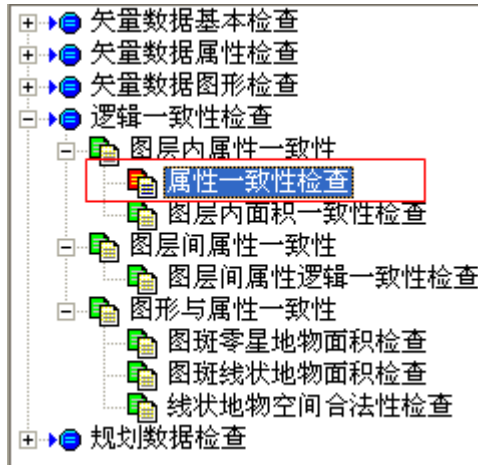 矢量数据基本检查
矢量数据属性检查
矢量数据图形检查
逻辑一致性检查
图层内属性一致性
属性一致性检查
图层内面积一致性检查
图层间属性一致性
图层间属性逻辑一致性检查
图形与属性一致性
图斑零星地物面积检查
图斑线状地物面积检查
线状地物空间合法性检查
规划数据检查